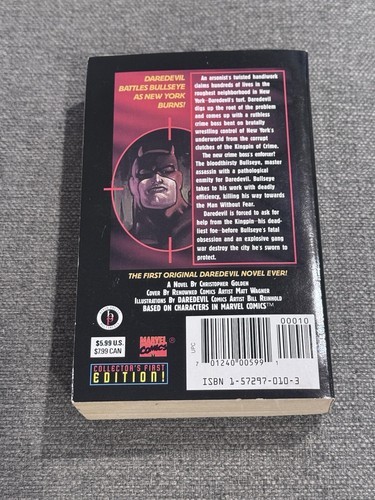 DAREDEVIL
BATTLES BULLSEYE
AS NEW YORK
BURNS!
An arsonist's twisted handiwork
claims hundreds of lives in the
roughest neighborhood in New
York—Daredevil's turf. Daredevil
digs up the root of the problem
and comes up with a ruthless
crime boss bent on brutally
wrestling control of New York's
underworld from the corrupt
clutches of the Kingpin of Crime.
The new crime boss's enforcer?
The bloodthirsty Bullseye, master
assassin with a pathological
enmity for Daredevil. Bullseye
takes to his work with deadly
efficiency, killing his way towards
the Man Without Fear.
Daredevil is forced to ask for
help from the Kingpin—his dead-
liest foe—before Bullseye's fatal
obsession and an explosive gang
war destroy the city he's sworn to
protect.
THE FIRST ORIGINAL DAREDEVIL NOVEL EVER!
A Novel By Christopher Golden
Cover By Renowned Comics Artist Matt Wagner
Illustrations By Daredevil Comic Artist Bill Reinhold
BASED ON CHARACTERS IN MARVEL COMICS™
$5.99 U.S.
$7.99 CAN
MARVEL
COMICS
®
COLLECTOR'S FIRST
EDITION!
UPC
00010
7 01240 00599 1
ISBN 1-57297-010-3